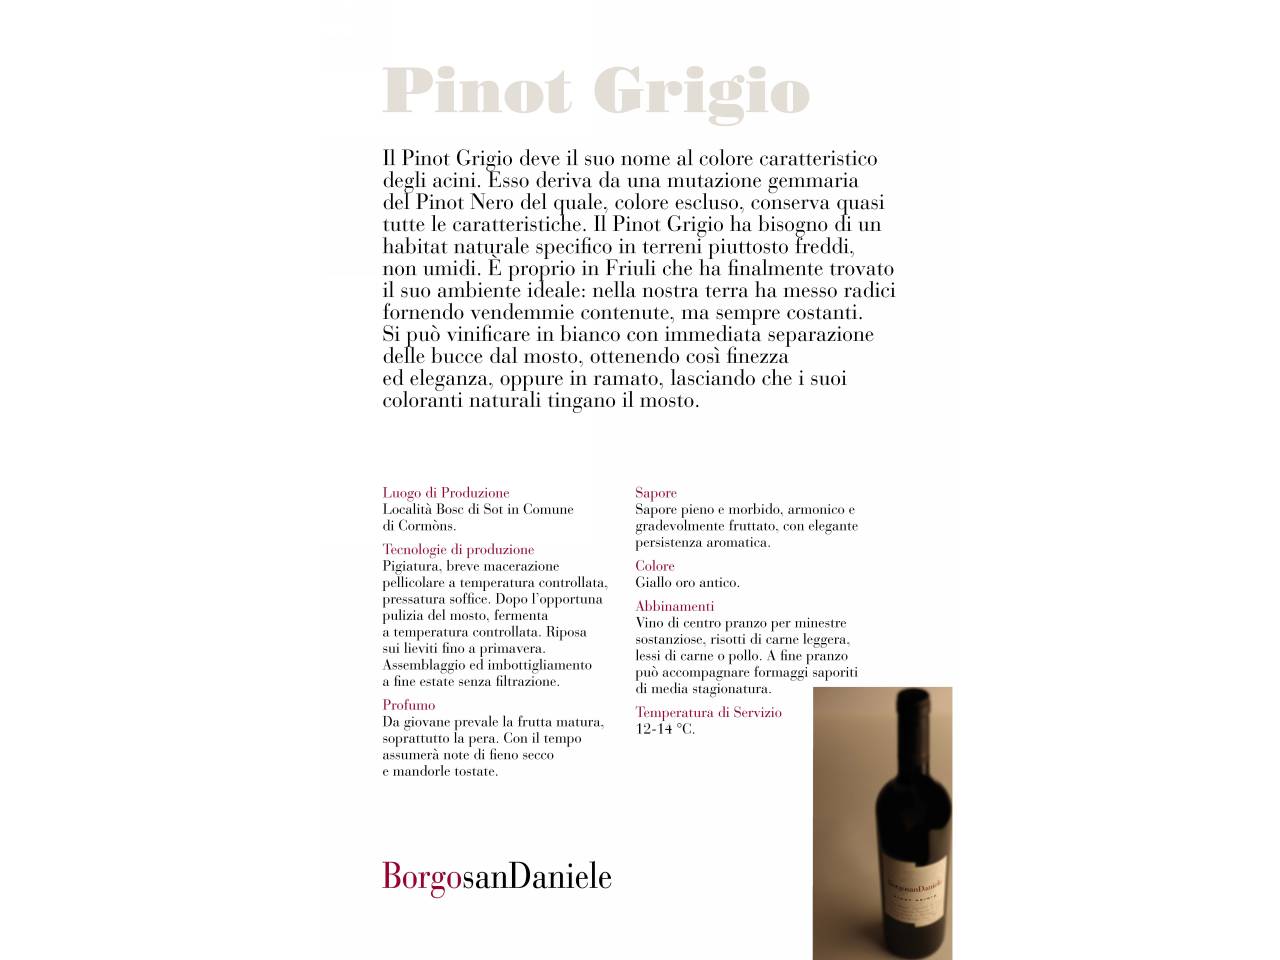 Pinot Grigio
Il Pinot Grigio deve il suo nome al colore caratteristico
degli acini. Esso deriva da una mutazione gemmaria
del Pinot Nero del quale, colore escluso, conserva quasi
tutte le caratteristiche. Il Pinot Grigio ha bisogno di un
habitat naturale specifico in terreni piuttosto freddi,
non umidi. È proprio in Friuli che ha finalmente trovato
il suo ambiente ideale: nella nostra terra ha messo radici
fornendo vendemmie contenute, ma sempre costanti.
Si può vinificare in bianco con immediata separazione
delle bucce dal mosto, ottenendo così finezza
ed eleganza, oppure in ramato, lasciando che i suoi
coloranti naturali tingano il mosto.
Luogo di Produzione
Località Bosc di Sot in Comune
di Cormòns.
Tecnologie di produzione
Pigiatura, breve macerazione
pellicolare a temperatura controllata,
pressatura soffice. Dopo l'opportuna
pulizia del mosto, fermenta
a temperatura controllata. Riposa
sui lieviti fino a primavera.
Assemblaggio ed imbottigliamento
a fine estate senza filtrazione.
Profumo
Da giovane prevale la frutta matura,
soprattutto la pera. Con il tempo
assumerà note di fieno secco
e mandorle tostate.
Sapore
Sapore pieno e morbido, armonico e
gradevolmente fruttato, con elegante
persistenza aromatica.
Colore
Giallo oro antico.
Abbinamenti
Vino di centro pranzo per minestre
sostanziose, risotti di carne leggera,
lessi di carne o pollo. A fine pranzo
può accompagnare formaggi saporiti
di media stagionatura.
Temperatura di Servizio
12-14 °C.
BorgosanDaniele
BorgosanDaniele
PINOT GRIGIO